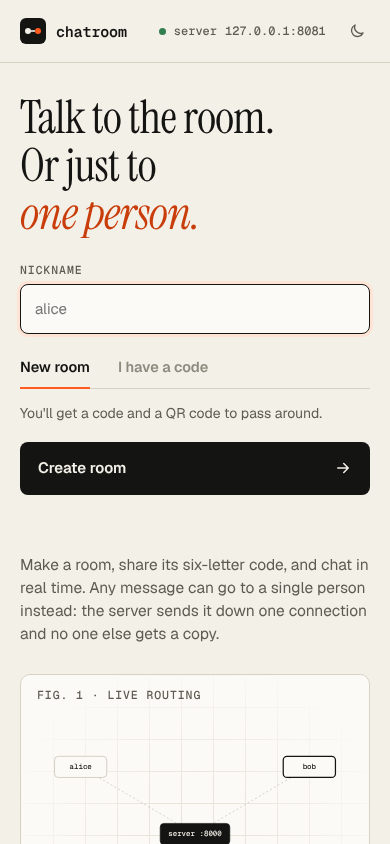 chatroom
server 127.0.0.1:8081
Talk to the room.
Or just to
one person.
NICKNAME
alice
New room
I have a code
You'll get a code and a QR code to pass around.
Create room →
Make a room, share its six-letter code, and chat in
real time. Any message can go to a single person
instead: the server sends it down one connection
and no one else gets a copy.
FIG. 1 · LIVE ROUTING
alice
bob
server :8000